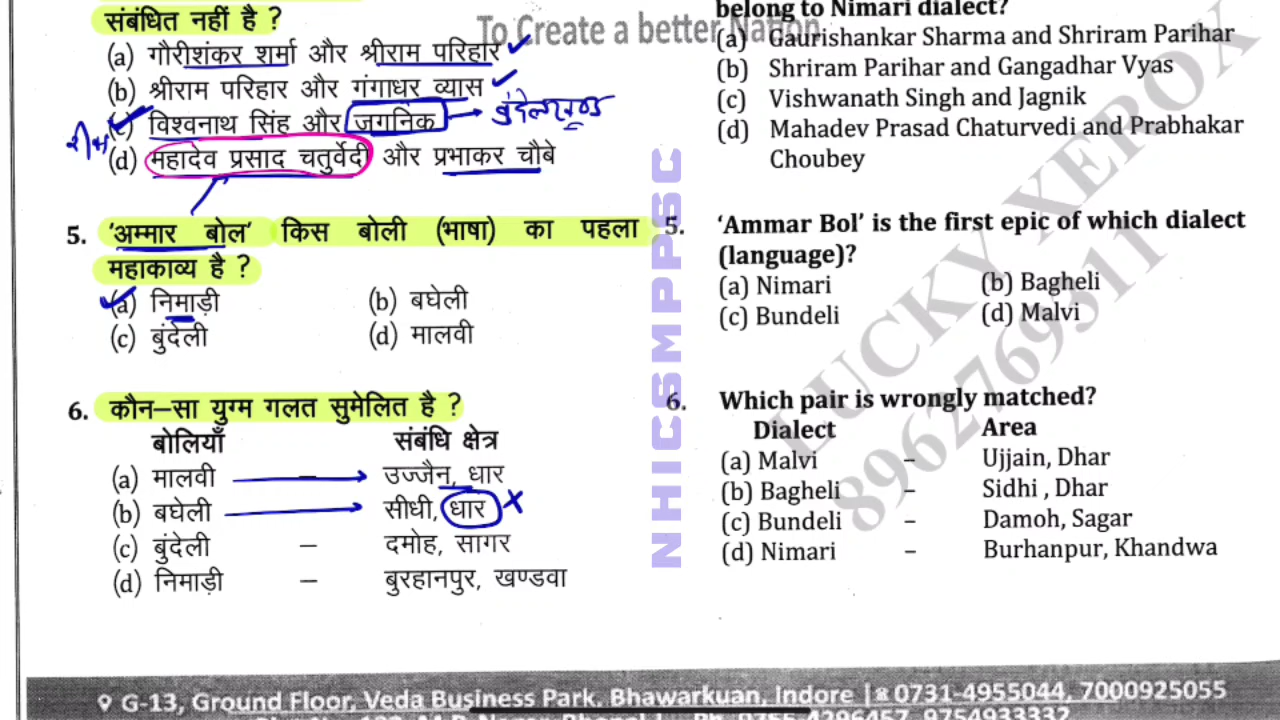 संबंधित नहीं है ?
(a) गौरीशंकर शर्मा और श्रीराम परिहार
(b) श्रीराम परिहार और गंगाधर व्यास
(c) विश्वनाथ सिंह और जगनिक
(d) महादेव प्रसाद चतुर्वेदी और प्रभाकर चौबे
5. 'अम्मार बोल' किस बोली (भाषा) का पहला
महाकाव्य है ?
(a) निमाड़ी (b) बघेली
(c) बुंदेली (d) मालवी
6. कौन–सा युग्म गलत सुमेलित है ?
बोलियाँ संबंधि क्षेत्र
(a) मालवी – उज्जैन, धार
(b) बघेली सीधी, धार
(c) बुंदेली – दमोह, सागर
(d) निमाड़ी – बुरहानपुर, खण्डवा
To Create a better Nation
belong to Nimari dialect?
(a) Gaurishankar Sharma and Shriram Parihar
(b) Shriram Parihar and Gangadhar Vyas
(c) Vishwanath Singh and Jagnik
(d) Mahadev Prasad Chaturvedi and Prabhakar
Choubey
5. 'Ammar Bol' is the first epic of which dialect
(language)?
(a) Nimari (b) Bagheli
(c) Bundeli (d) Malvi
6. Which pair is wrongly matched?
Dialect Area
(a) Malvi – Ujjain, Dhar
(b) Bagheli – Sidhi , Dhar
(c) Bundeli – Damoh, Sagar
(d) Nimari – Burhanpur, Khandwa
NHICSMPPSC
LUCKY XEROX
8962769311
G-13, Ground Floor, Veda Business Park, Bhawarkuan, Indore | 0731-4955044, 7000925055